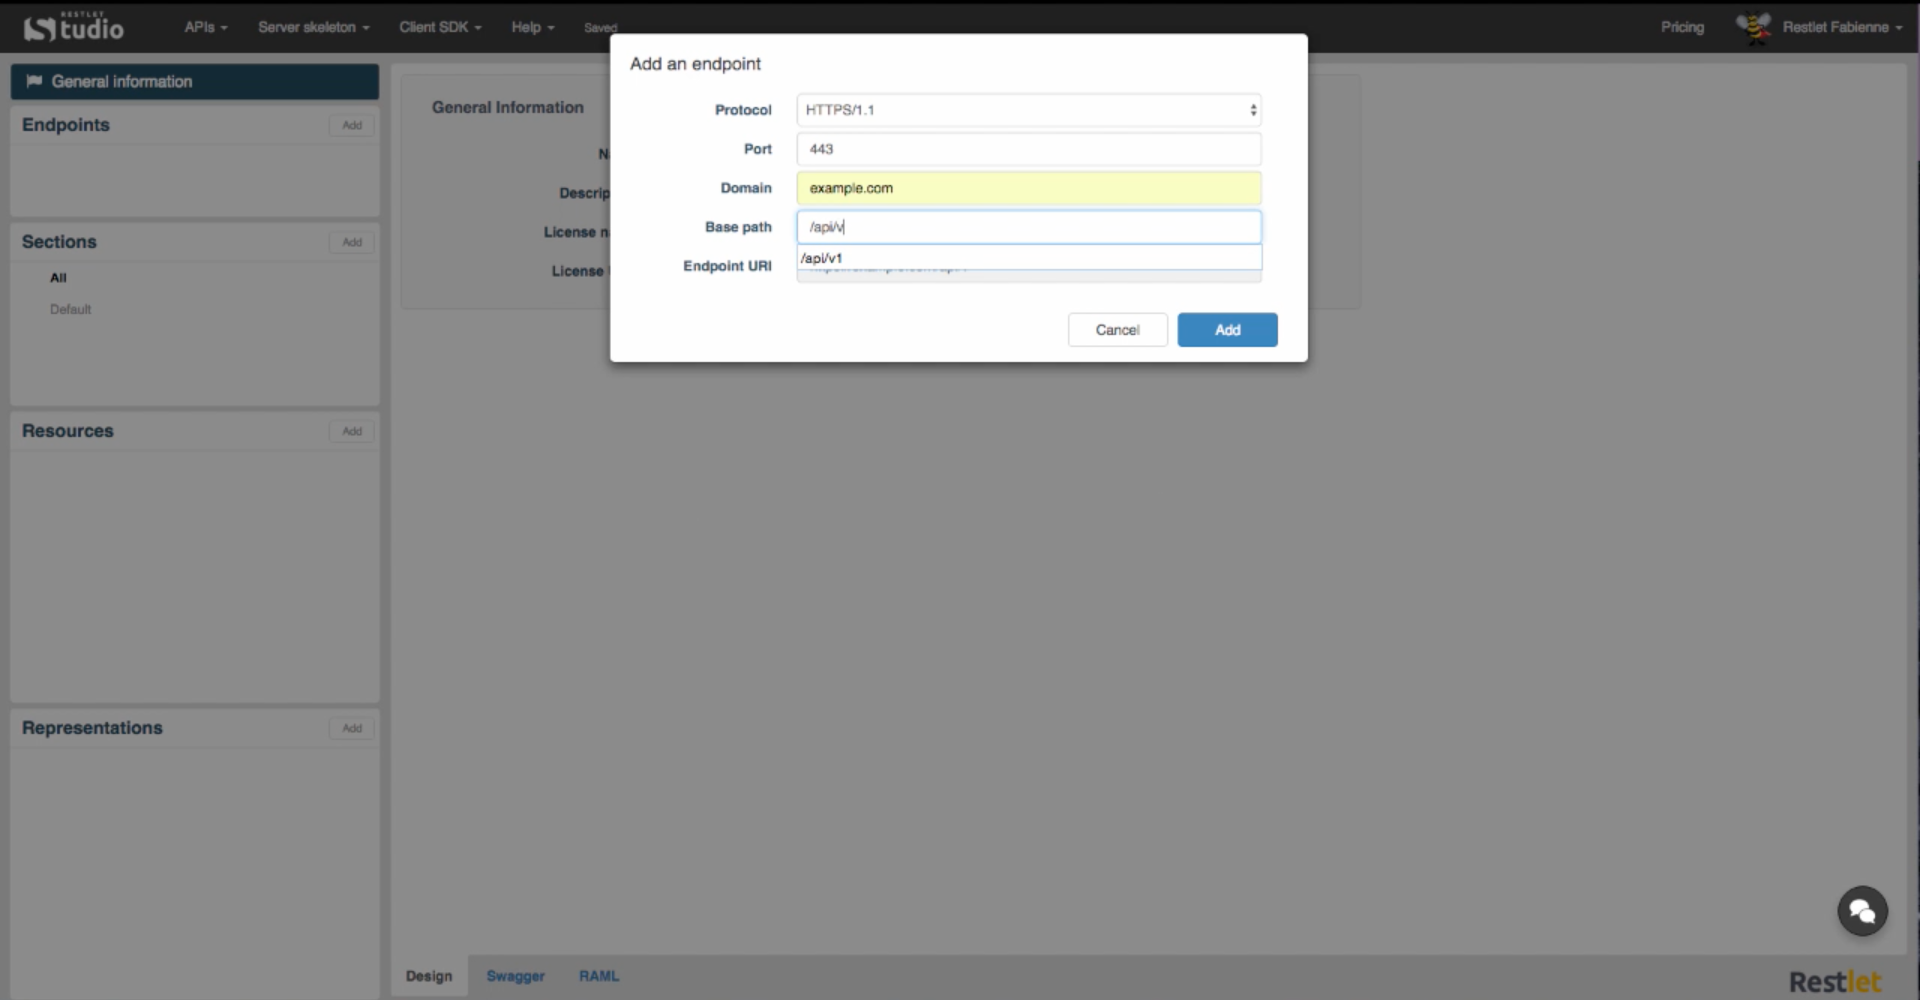 RESTLET
Studio
APIs
Server skeleton
Client SDK
Help
Saved
Pricing
Restlet Fabienne
General information
Endpoints
Add
Sections
Add
All
Default
Resources
Add
Representations
Add
General Information
Add an endpoint
Protocol
HTTPS/1.1
Port
443
Domain
example.com
Base path
/api/v
/api/v1
Endpoint URI
Cancel
Add
License
Design
Swagger
RAML
Restlet